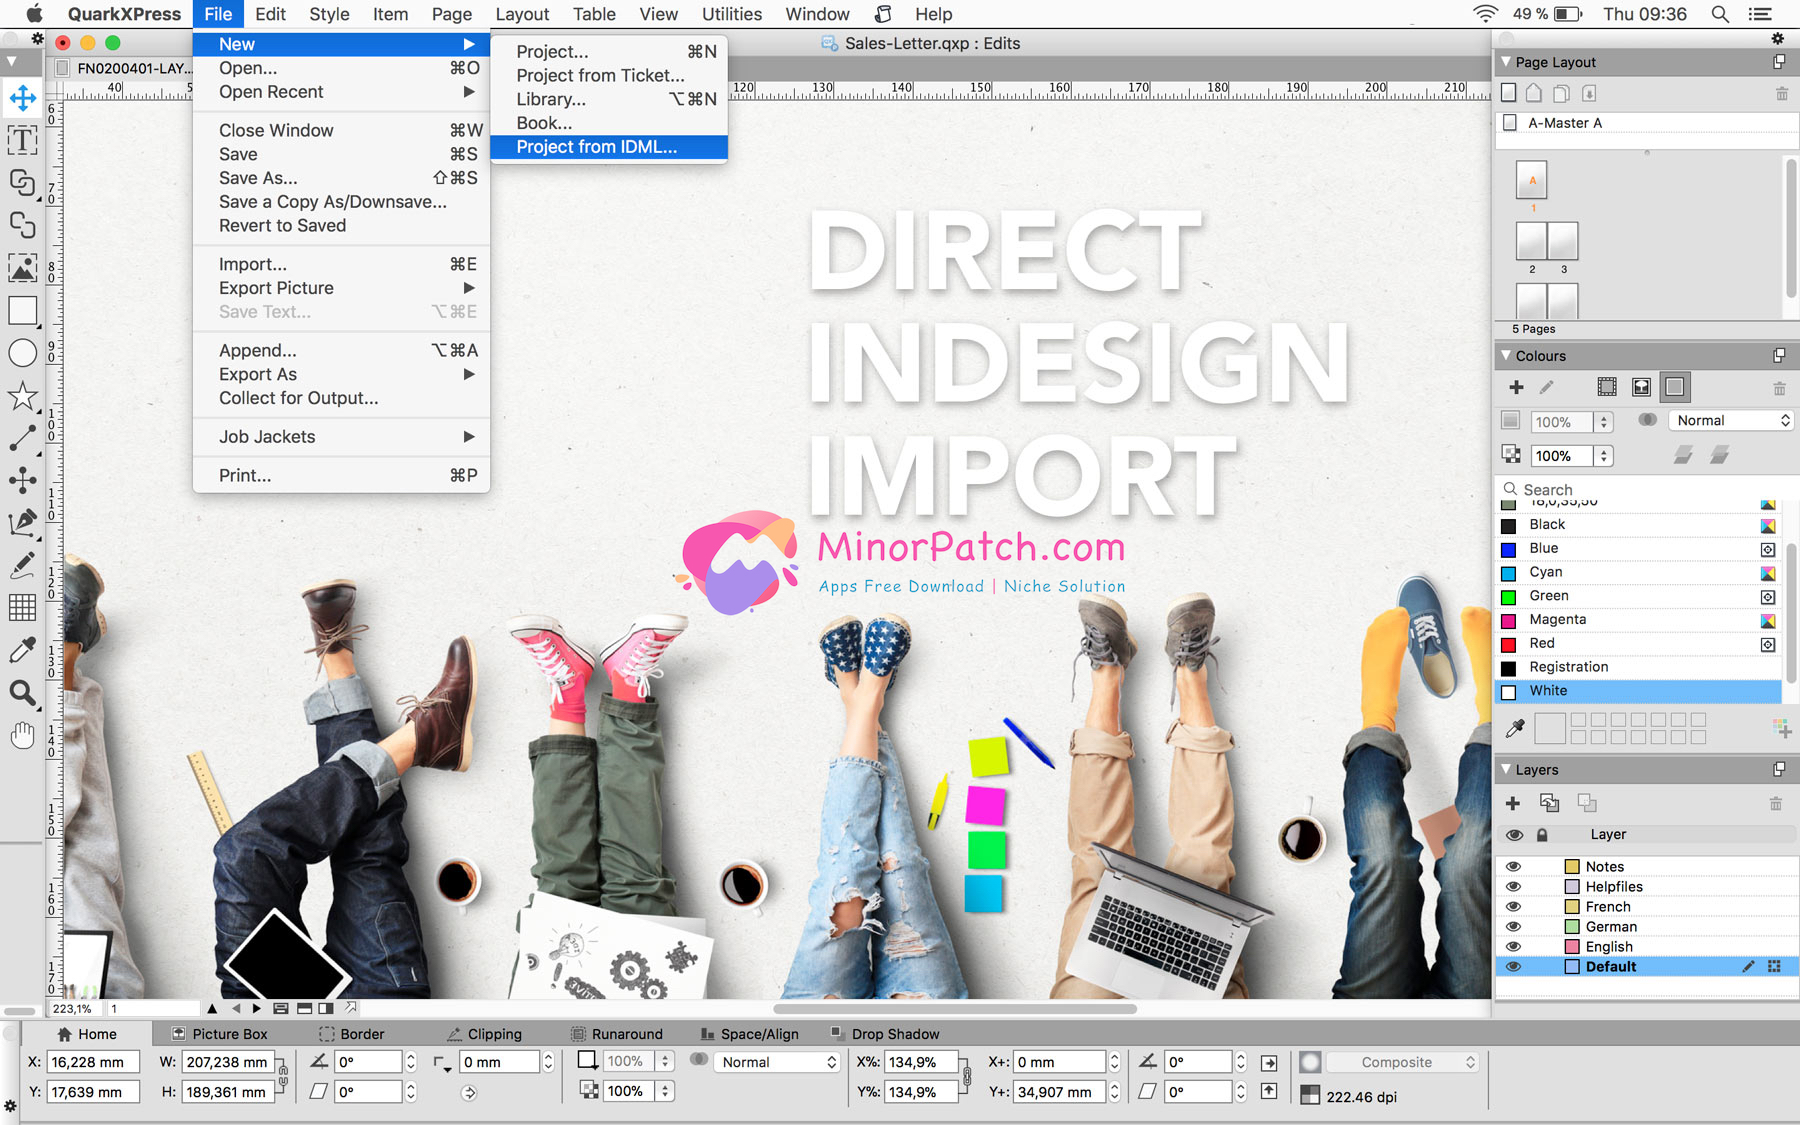 QuarkXPress File Edit Style Item Page Layout Table View Utilities Window Help 49 % Thu 09:36
Sales-Letter.qxp : Edits
FN0200401-LAY...
New
Open... ⌘O
Open Recent
Close Window ⌘W
Save ⌘S
Save As... ⇧⌘S
Save a Copy As/Downsave...
Revert to Saved
Import... ⌘E
Export Picture
Save Text... ⌥⌘E
Append... ⌥⌘A
Export As
Collect for Output...
Job Jackets
Print... ⌘P
Project... ⌘N
Project from Ticket...
Library... ⌥⌘N
Book...
Project from IDML...
40 120 130 140 150 160 170 180 190 200 210
DIRECT
INDESIGN
IMPORT
MinorPatch.com
Apps Free Download | Niche Solution
Page Layout
A-Master A
A
1
2 3
5 Pages
Colours
100% Normal
100%
Search
Black
Blue
Cyan
Green
Magenta
Red
Registration
White
Layers
Layer
Notes
Helpfiles
French
German
English
Default
223,1% 1
Home Picture Box Border Clipping Runaround Space/Align Drop Shadow
X: 16,228 mm W: 207,238 mm 0° 0 mm 100% Normal X%: 134,9% X+: 0 mm 0° Composite
Y: 17,639 mm H: 189,361 mm 0° 100% Y%: 134,9% Y+: 34,907 mm 0° 222.46 dpi